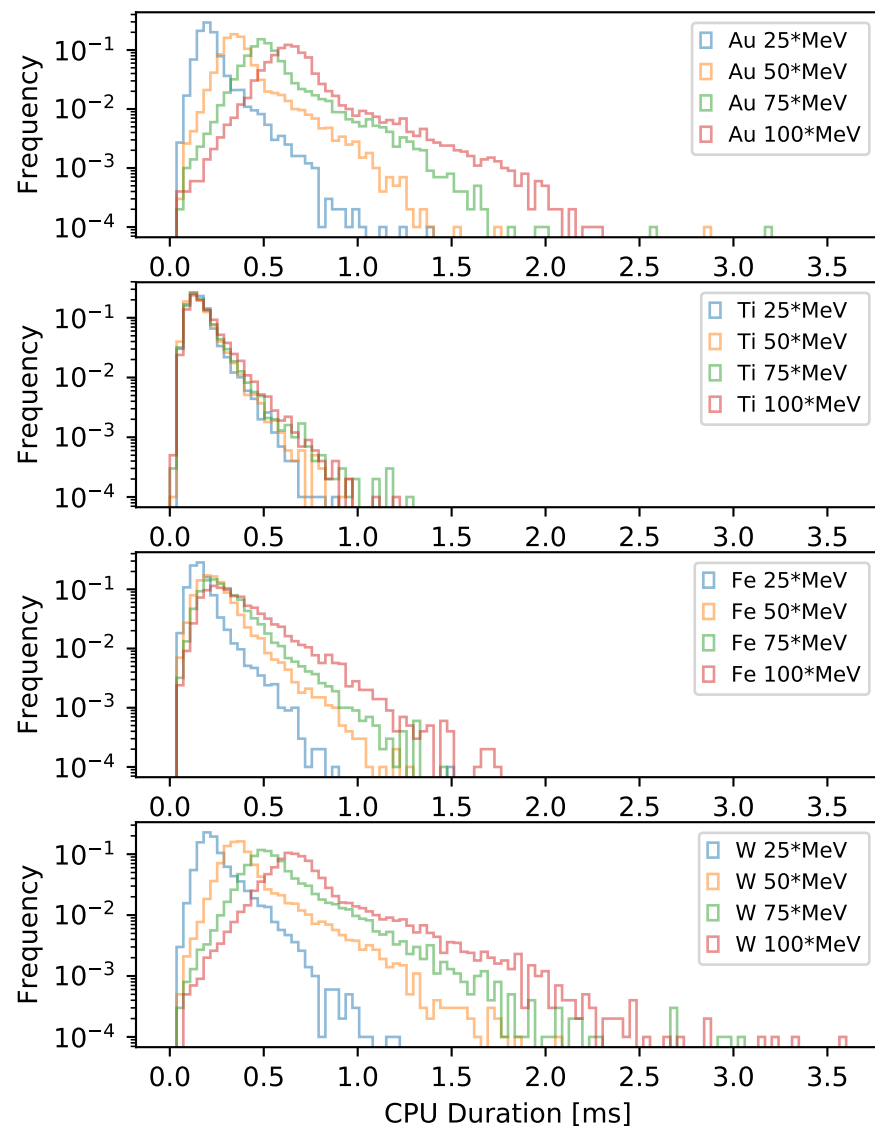 Frequency
10⁻¹
10⁻²
10⁻³
10⁻⁴
Au 25*MeV
Au 50*MeV
Au 75*MeV
Au 100*MeV
0.0 0.5 1.0 1.5 2.0 2.5 3.0 3.5
Frequency
10⁻¹
10⁻²
10⁻³
10⁻⁴
Ti 25*MeV
Ti 50*MeV
Ti 75*MeV
Ti 100*MeV
0.0 0.5 1.0 1.5 2.0 2.5 3.0 3.5
Frequency
10⁻¹
10⁻²
10⁻³
10⁻⁴
Fe 25*MeV
Fe 50*MeV
Fe 75*MeV
Fe 100*MeV
0.0 0.5 1.0 1.5 2.0 2.5 3.0 3.5
Frequency
10⁻¹
10⁻²
10⁻³
10⁻⁴
W 25*MeV
W 50*MeV
W 75*MeV
W 100*MeV
0.0 0.5 1.0 1.5 2.0 2.5 3.0 3.5
CPU Duration [ms]